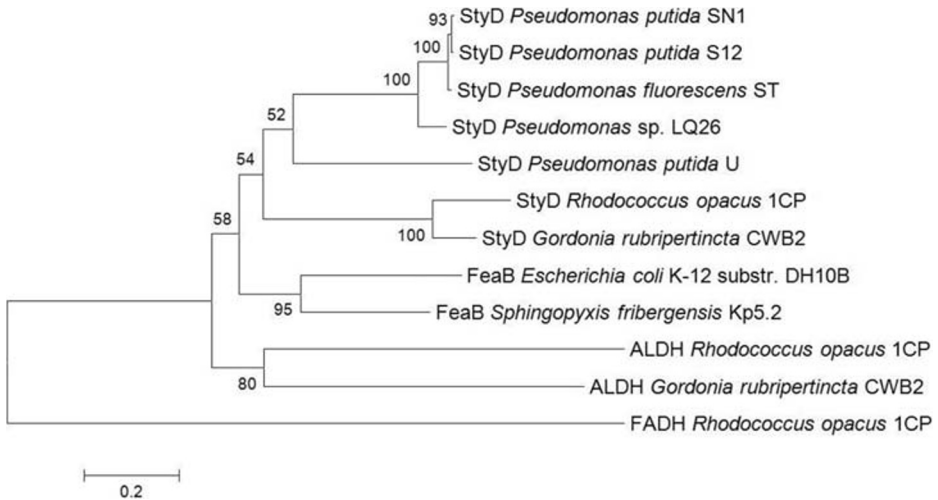 93
StyD Pseudomonas putida SN1
100
StyD Pseudomonas putida S12
100
StyD Pseudomonas fluorescens ST
52
StyD Pseudomonas sp. LQ26
54
StyD Pseudomonas putida U
StyD Rhodococcus opacus 1CP
58
100
StyD Gordonia rubripertincta CWB2
FeaB Escherichia coli K-12 substr. DH10B
95
FeaB Sphingopyxis fribergensis Kp5.2
ALDH Rhodococcus opacus 1CP
80
ALDH Gordonia rubripertincta CWB2
FADH Rhodococcus opacus 1CP
0.2